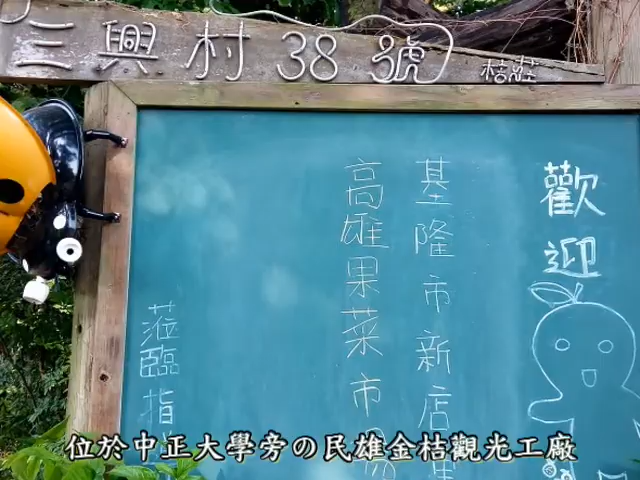 三興村38號 桔莊
歡迎
基隆市新店里
高雄果菜市場
蒞臨指
位於中正大學旁の民雄金桔觀光工廠